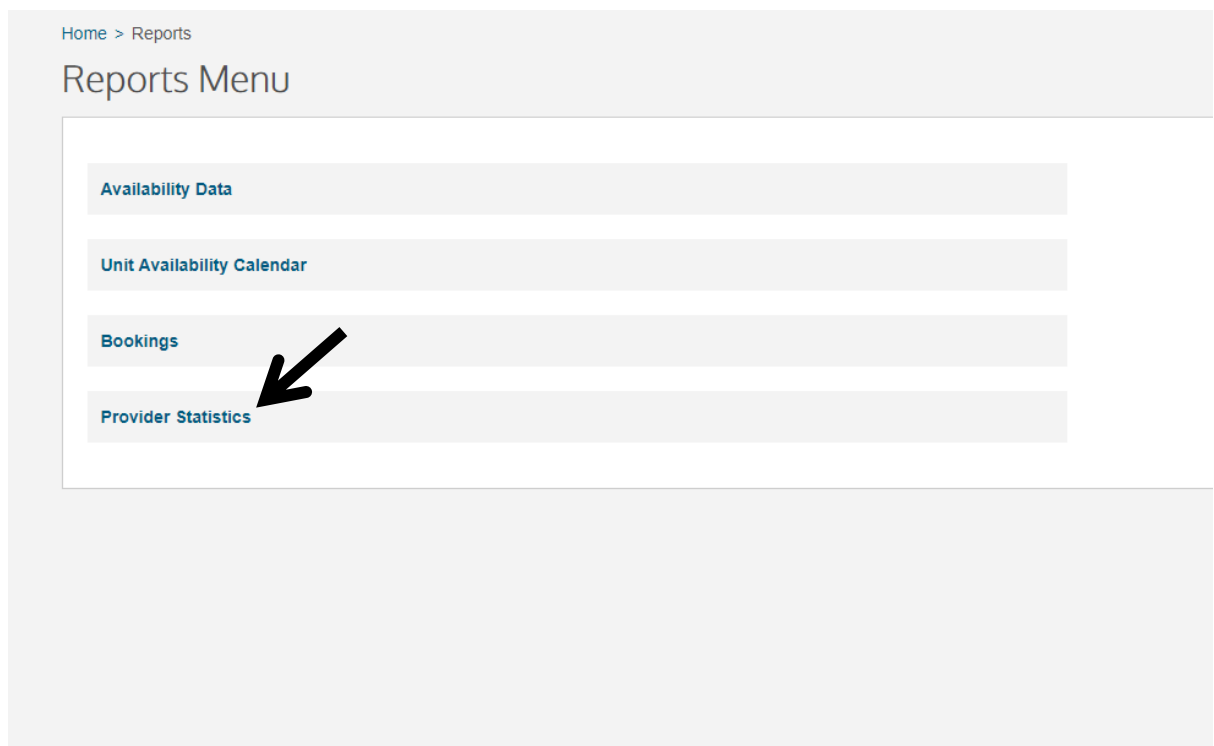 Home > Reports
Reports Menu
Availability Data
Unit Availability Calendar
Bookings
Provider Statistics